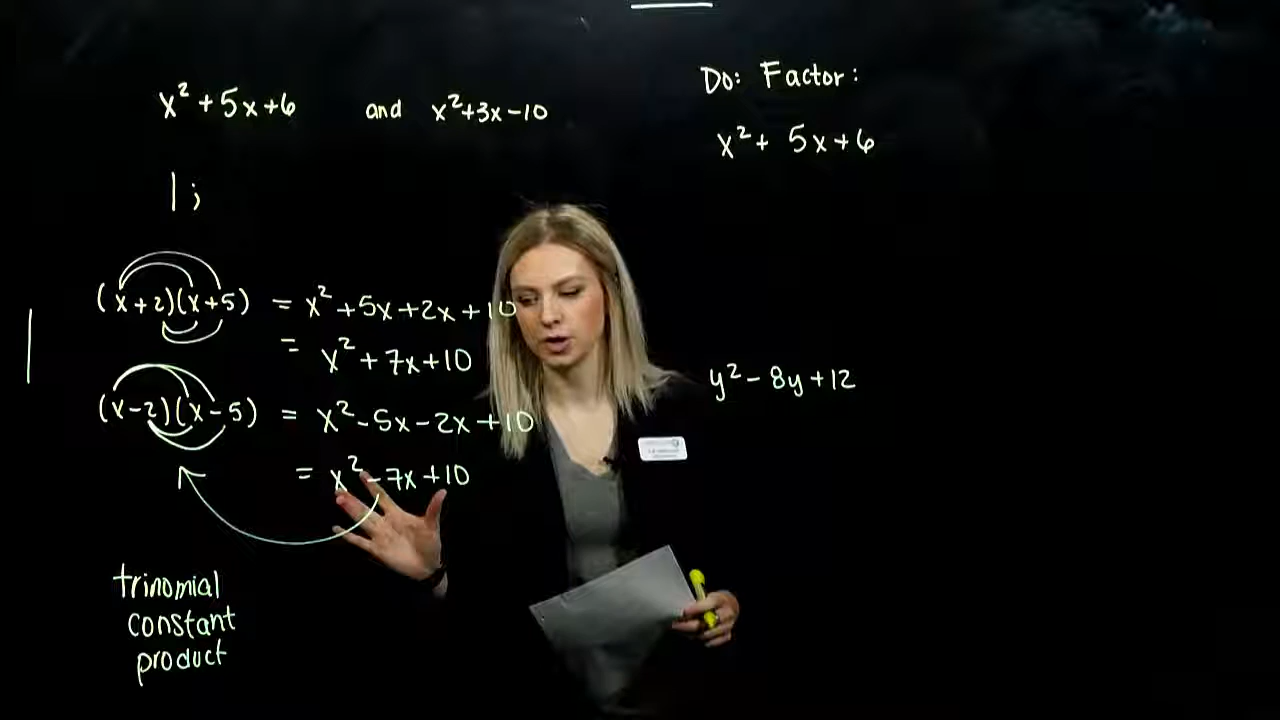 x² + 5x + 6 and x² + 3x - 10
1;
(x + 2)(x + 5) = x² + 5x + 2x + 10
= x² + 7x + 10
(x - 2)(x - 5) = x² - 5x - 2x + 10
= x² - 7x + 10
trinomial
constant
product
Do: Factor:
x² + 5x + 6
y² - 8y + 12